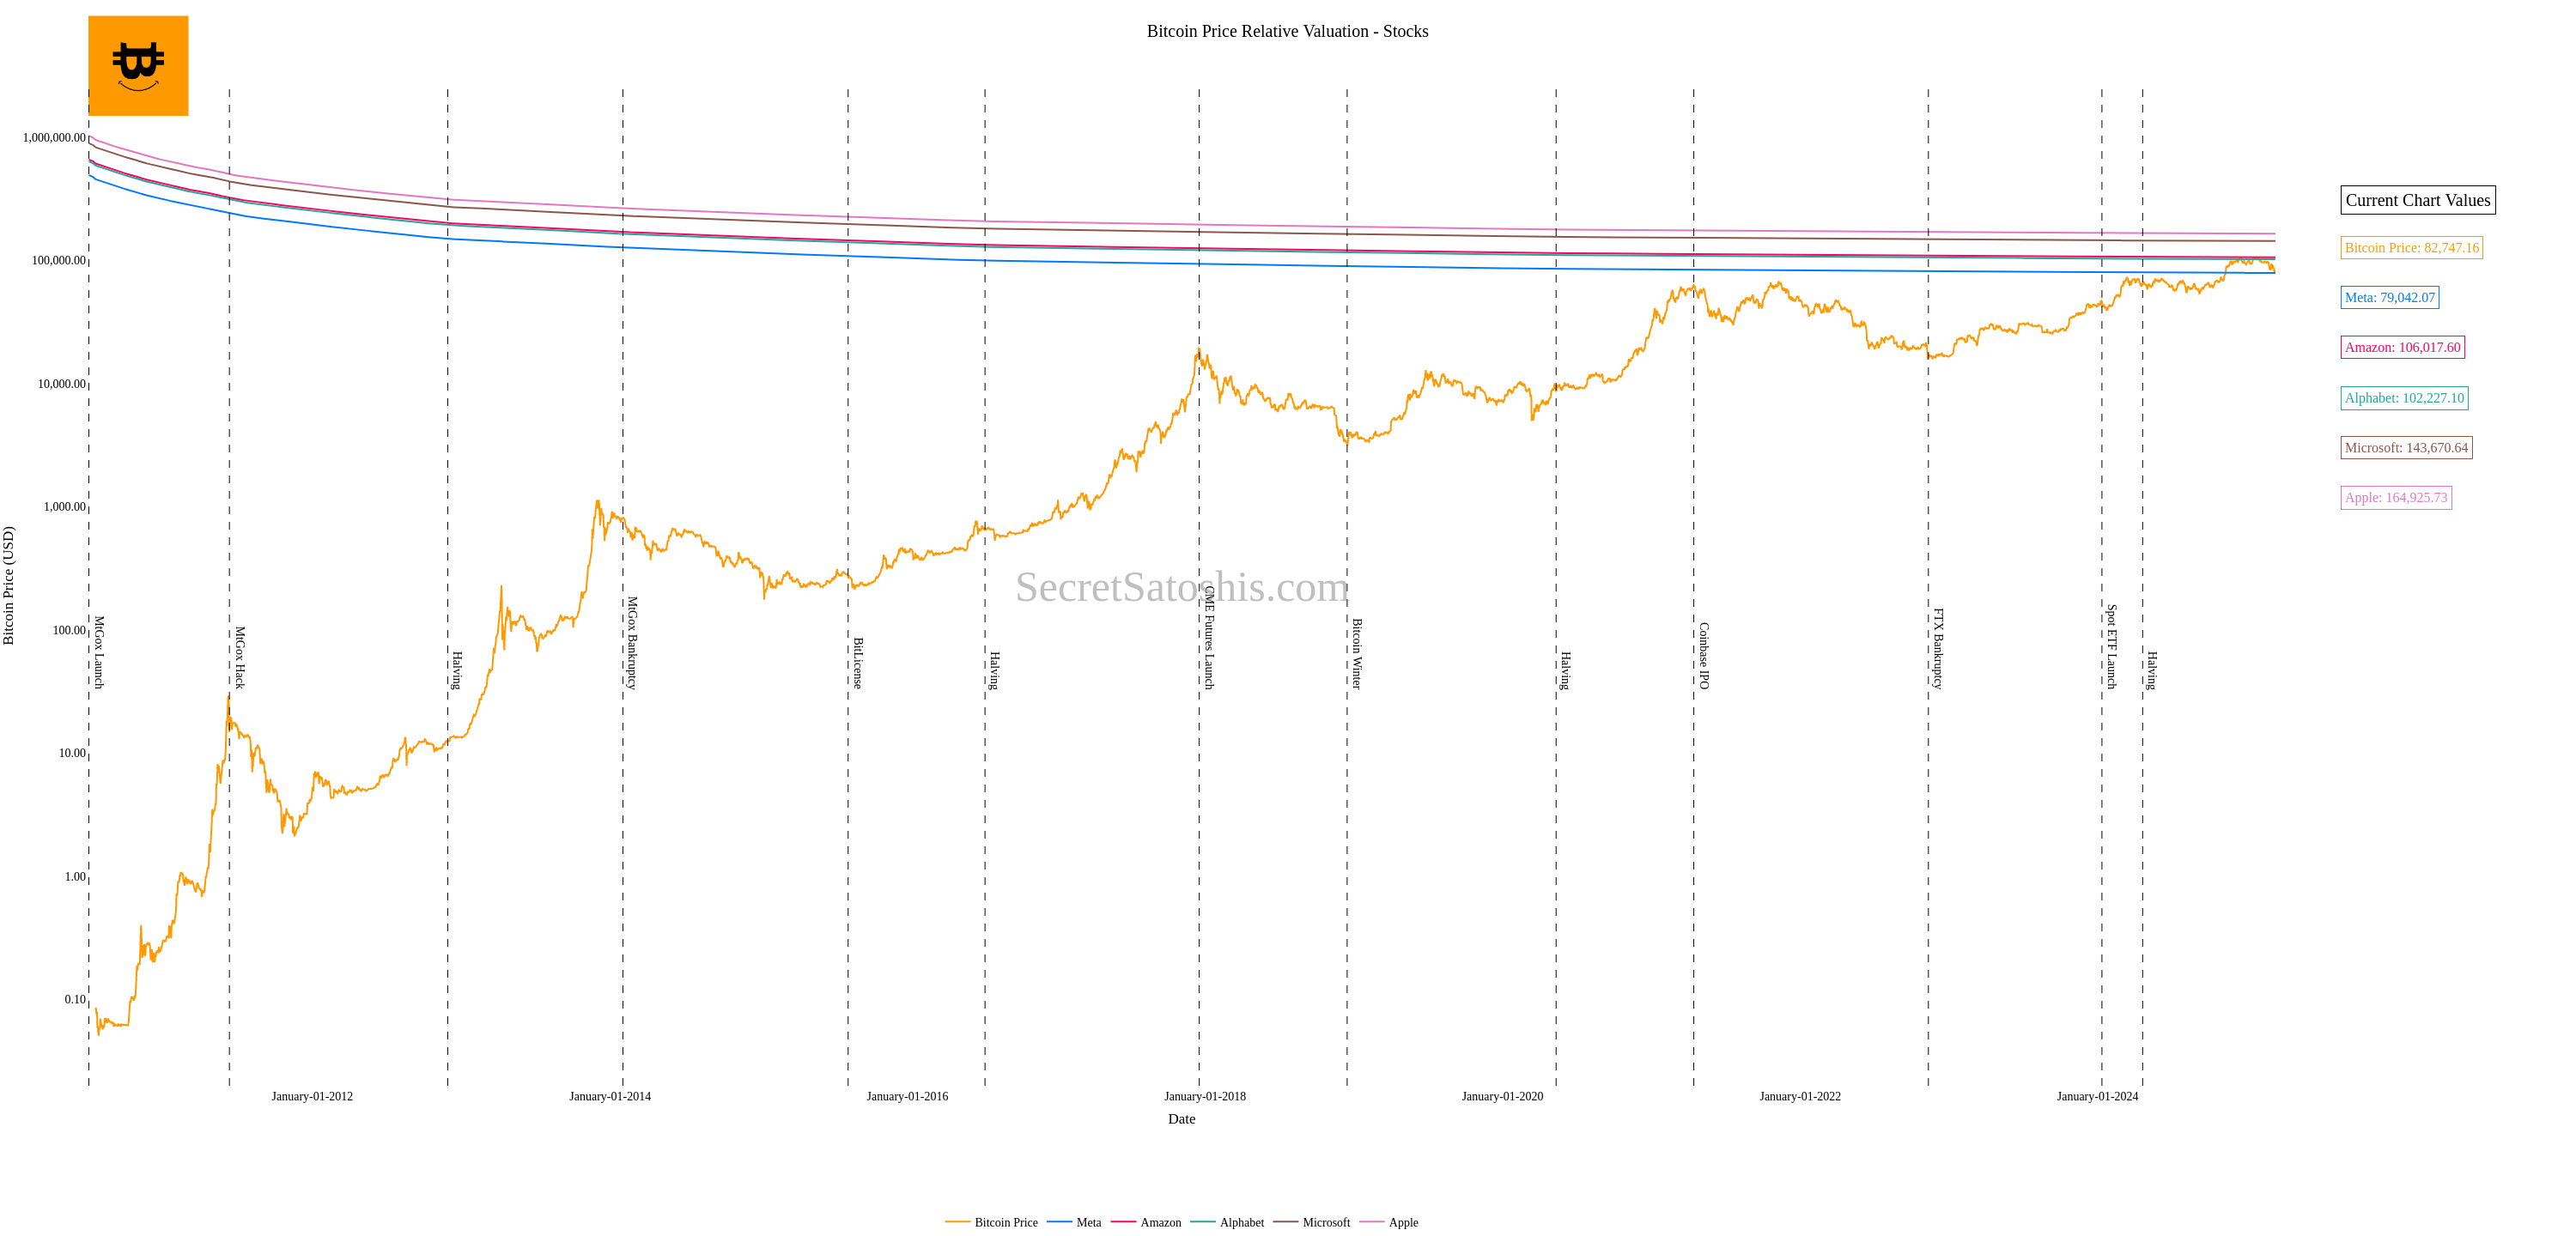 Bitcoin Price Relative Valuation - Stocks
1,000,000.00
100,000.00
10,000.00
1,000.00
100.00
10.00
1.00
0.10
Bitcoin Price (USD)
MtGox Launch
MtGox Hack
Halving
MtGox Bankruptcy
BitLicense
Halving
CME Futures Launch
Bitcoin Winter
Halving
Coinbase IPO
FTX Bankruptcy
Spot ETF Launch
Halving
SecretSatoshis.com
Current Chart Values
Bitcoin Price: 82,747.16
Meta: 79,042.07
Amazon: 106,017.60
Alphabet: 102,227.10
Microsoft: 143,670.64
Apple: 164,925.73
January-01-2012
January-01-2014
January-01-2016
January-01-2018
January-01-2020
January-01-2022
January-01-2024
Date
Bitcoin Price
Meta
Amazon
Alphabet
Microsoft
Apple